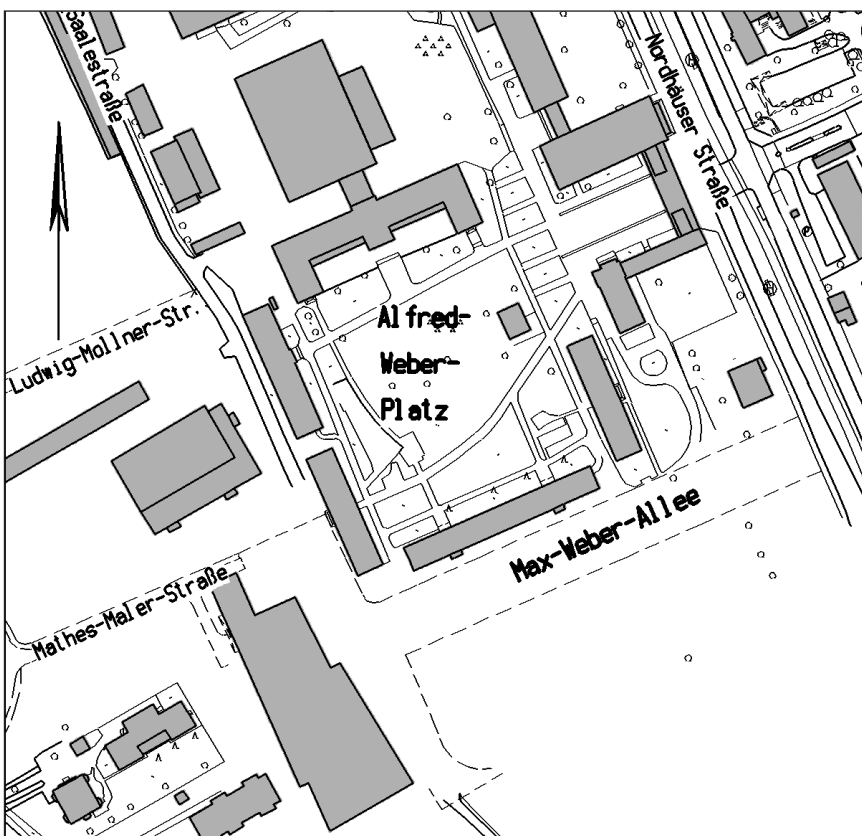 Saalestraße
Nordhäuser Straße
Ludwig-Mollner-Str.
Alfred-
Weber-
Platz
Max-Weber-Allee
Mathes-Maler-Straße